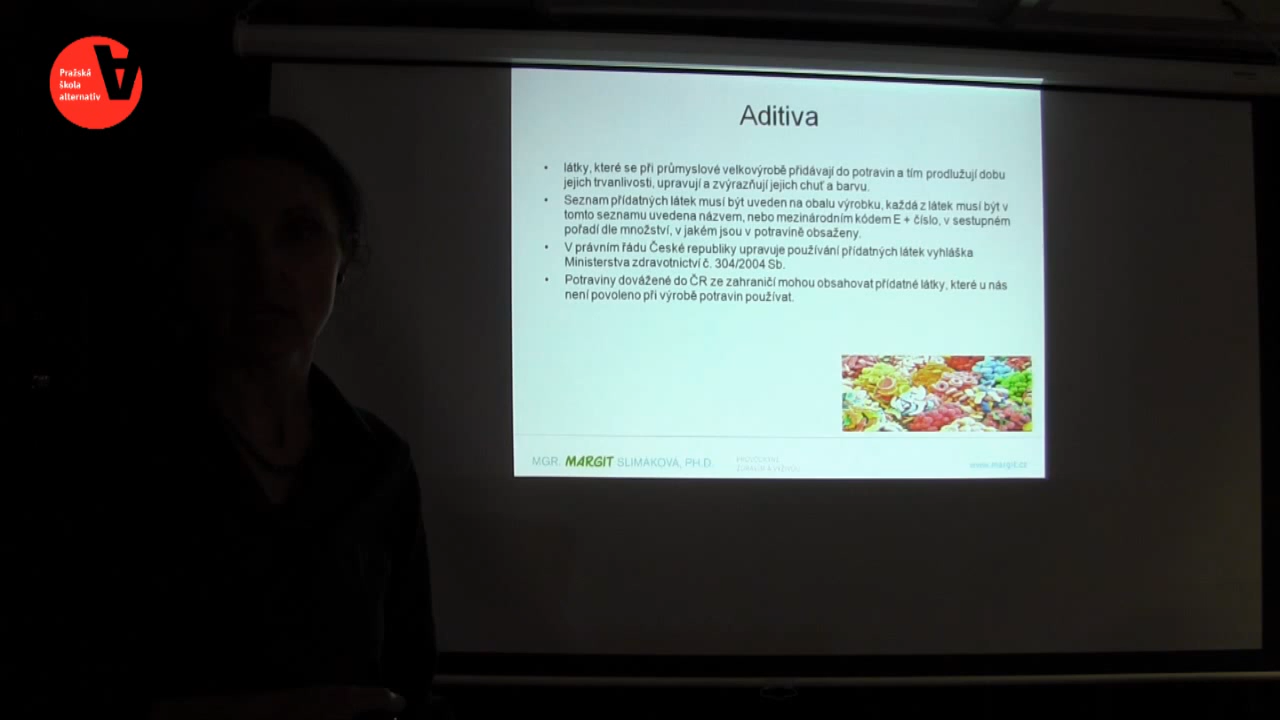 Pražská
škola
alternativ
Aditiva
• látky, které se při průmyslové velkovýrobě přidávají do potravin a tím prodlužují dobu
jejich trvanlivosti, upravují a zvýrazňují jejich chuť a barvu.
• Seznam přídatných látek musí být uveden na obalu výrobku, každá z látek musí být v
tomto seznamu uvedena názvem, nebo mezinárodním kódem E + číslo, v sestupném
pořadí dle množství, v jakém jsou v potravině obsaženy.
• V právním řádu České republiky upravuje používání přídatných látek vyhláška
Ministerstva zdravotnictví č. 304/2004 Sb.
• Potraviny dovážené do ČR ze zahraničí mohou obsahovat přídatné látky, které u nás
není povoleno při výrobě potravin používat.
MGR. MARGIT SLIMÁKOVÁ, PH.D.
www.margit.cz